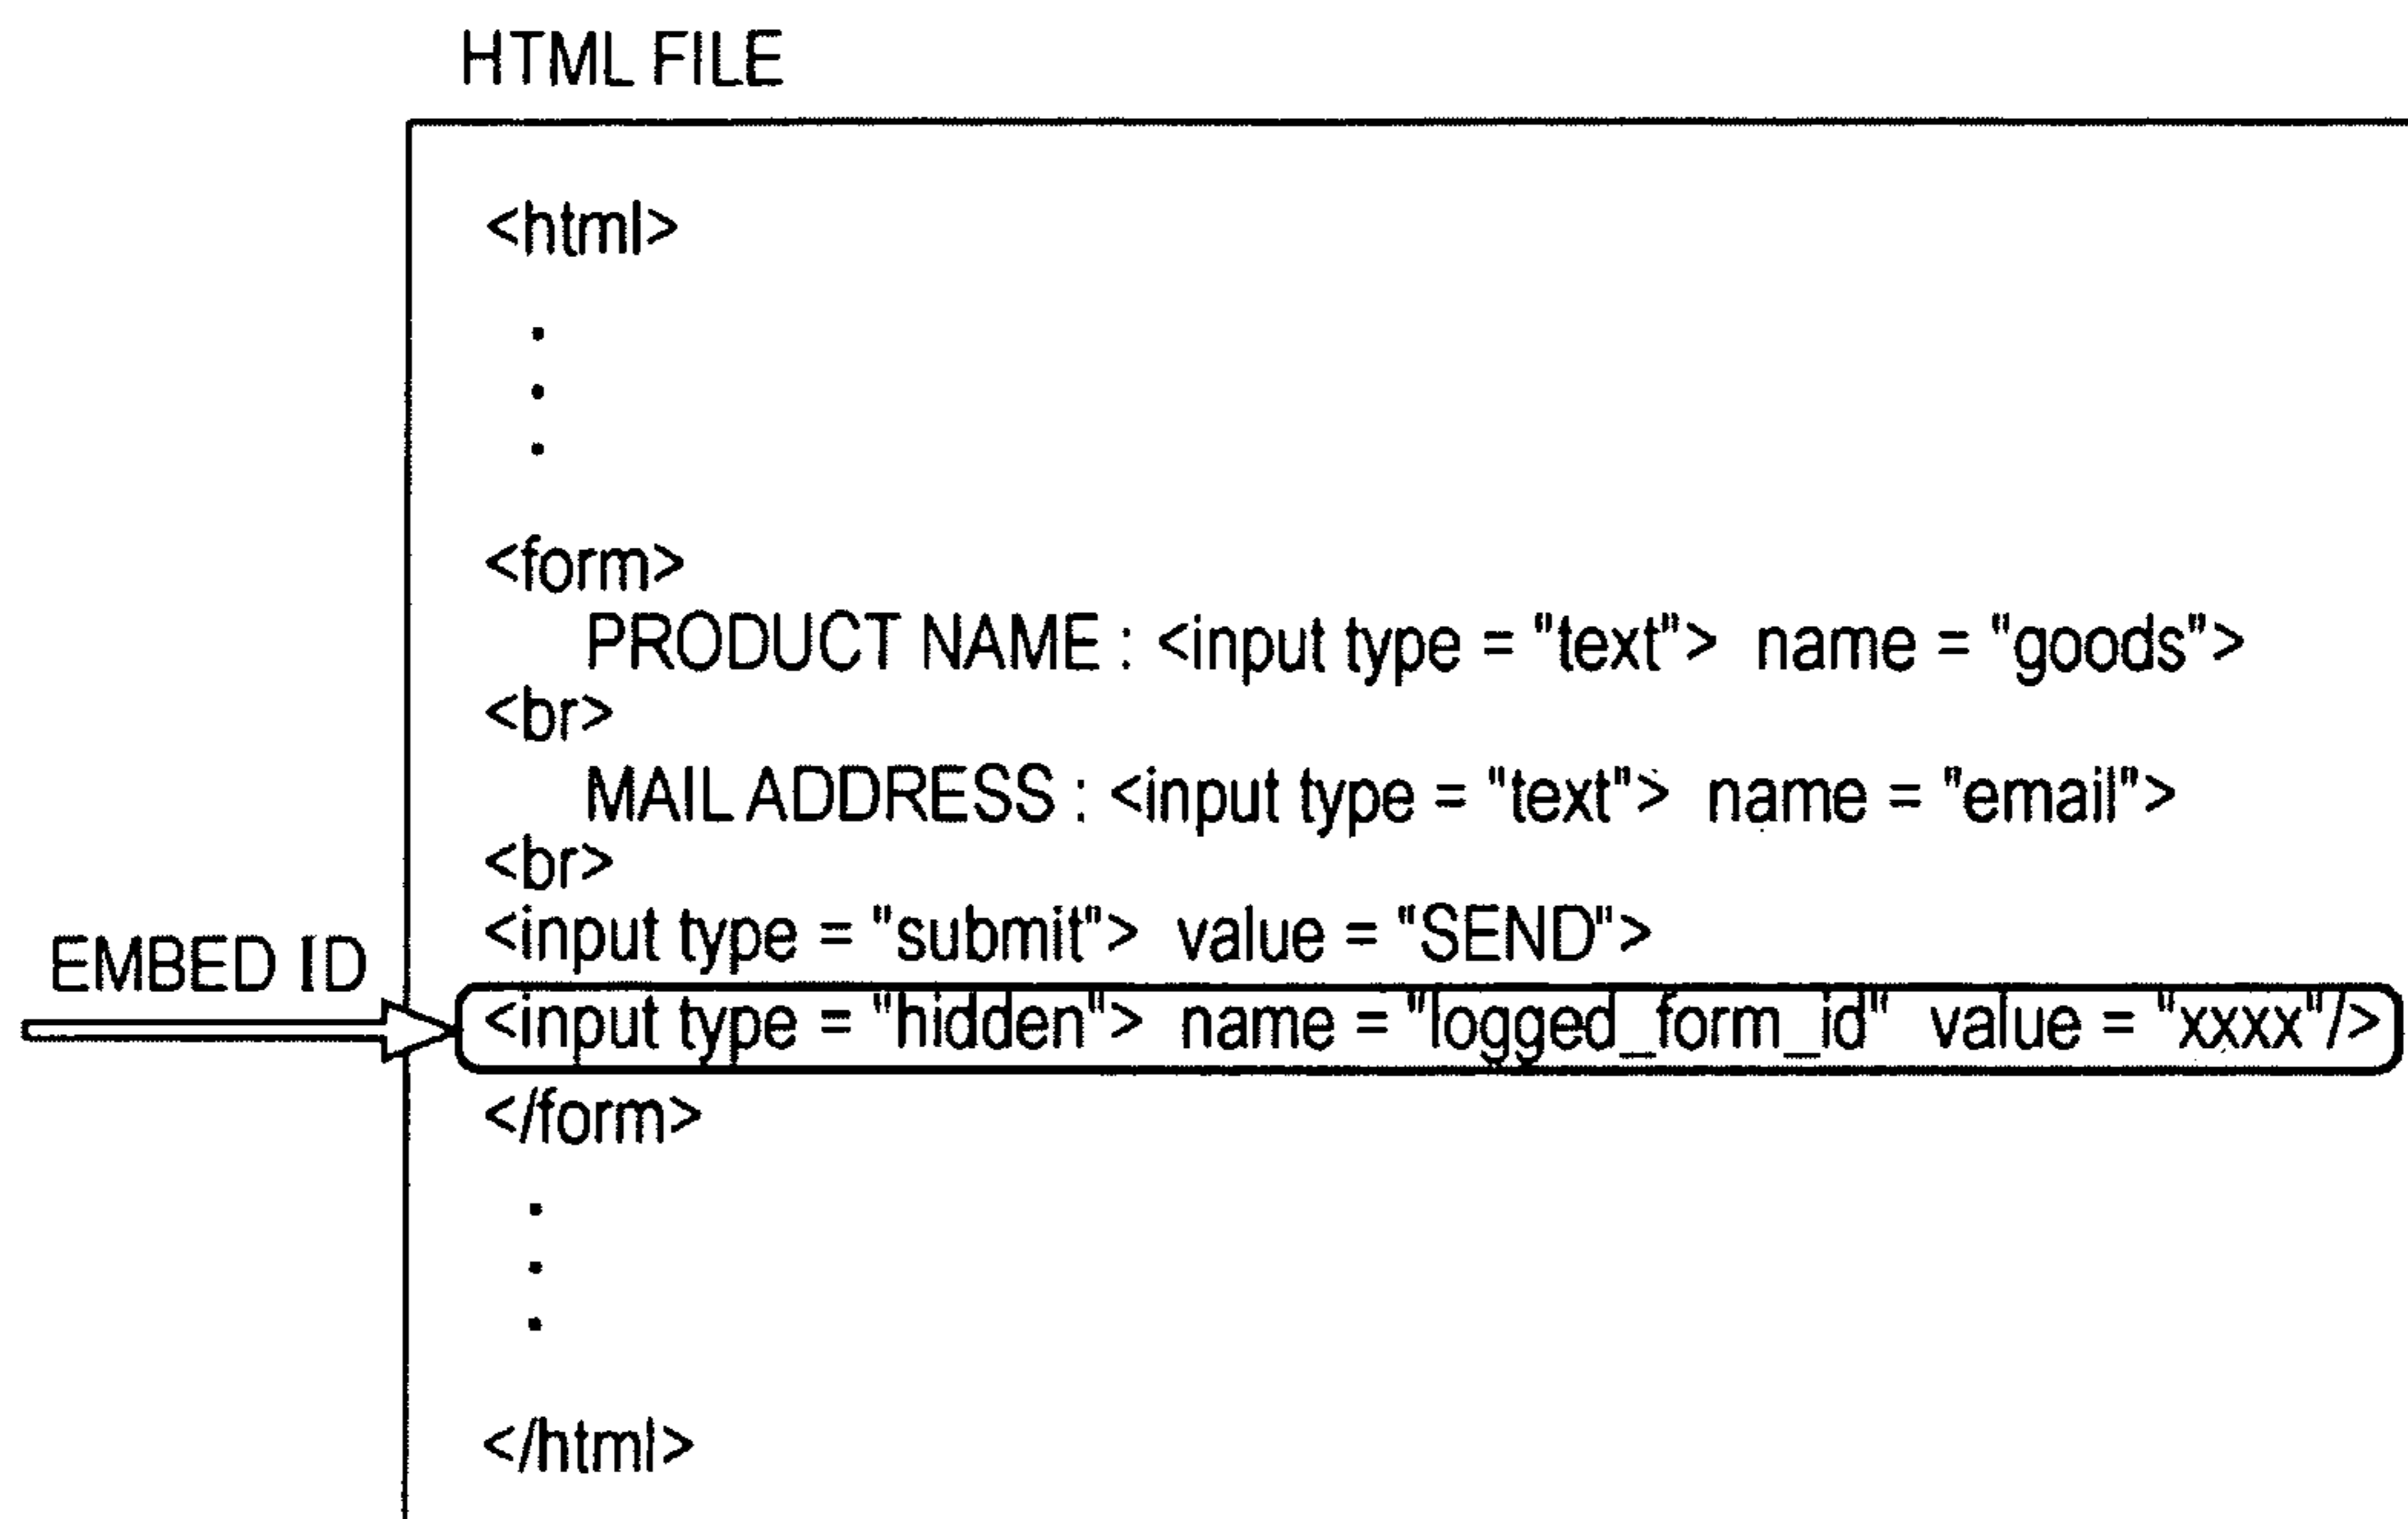 HTML FILE
<html>
.
.
.
<form>
PRODUCT NAME : <input type = "text"> name = "goods">
<br>
MAIL ADDRESS : <input type = "text"> name = "email">
<br>
<input type = "submit"> value = "SEND">
EMBED ID
<input type = "hidden"> name = "logged_form_id" value = "xxxx"/>
</form>
.
.
.
</html>